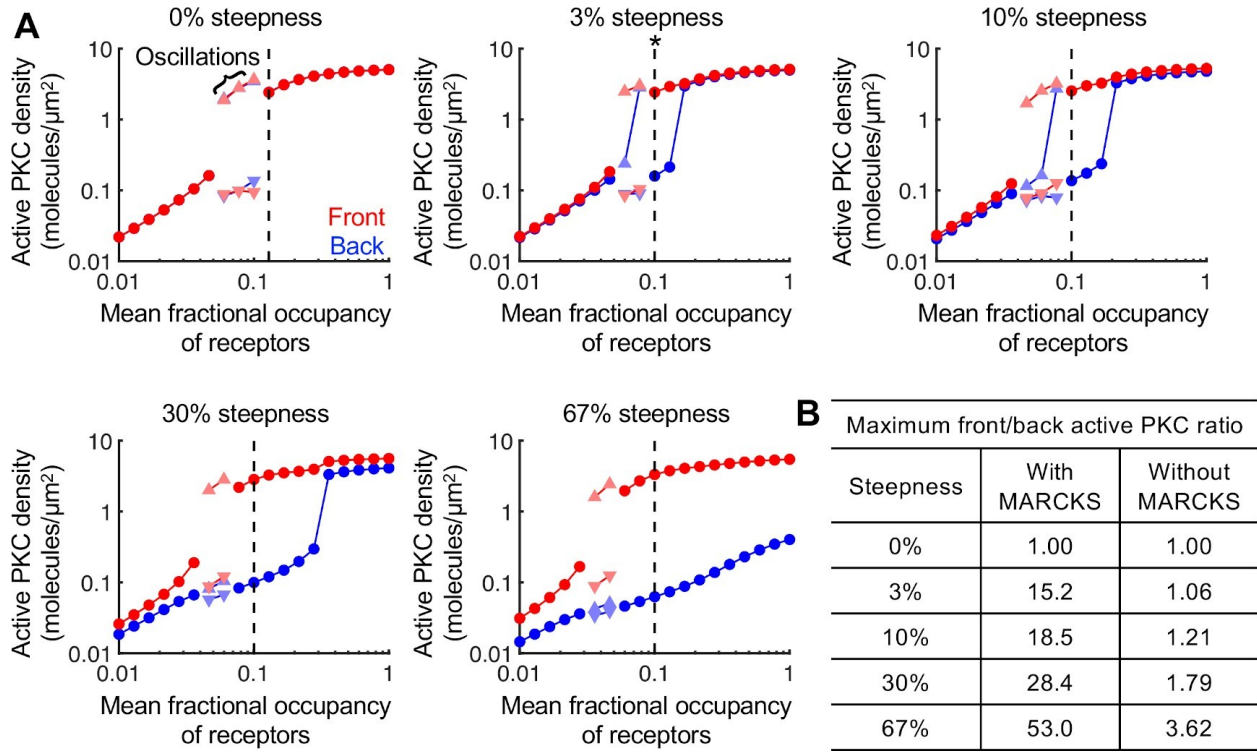 A
0% steepness
Oscillations
Active PKC density
(molecules/µm²)
10
1
0.1
0.01
0.01
0.1
1
Front
Back
Mean fractional occupancy
of receptors
3% steepness
*
Active PKC density
(molecules/µm²)
10
1
0.1
0.01
0.01
0.1
1
Mean fractional occupancy
of receptors
10% steepness
Active PKC density
(molecules/µm²)
10
1
0.1
0.01
0.01
0.1
1
Mean fractional occupancy
of receptors
30% steepness
Active PKC density
(molecules/µm²)
10
1
0.1
0.01
0.01
0.1
1
Mean fractional occupancy
of receptors
67% steepness
Active PKC density
(molecules/µm²)
10
1
0.1
0.01
0.01
0.1
1
Mean fractional occupancy
of receptors
B
Maximum front/back active PKC ratio
Steepness With MARCKS Without MARCKS
0% 1.00 1.00
3% 15.2 1.06
10% 18.5 1.21
30% 28.4 1.79
67% 53.0 3.62